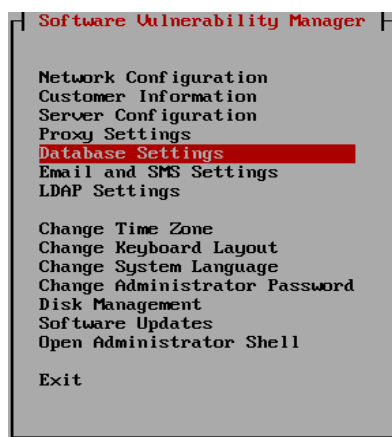 Software Vulnerability Manager
Network Configuration
Customer Information
Server Configuration
Proxy Settings
Database Settings
Email and SMS Settings
LDAP Settings
Change Time Zone
Change Keyboard Layout
Change System Language
Change Administrator Password
Disk Management
Software Updates
Open Administrator Shell
Exit